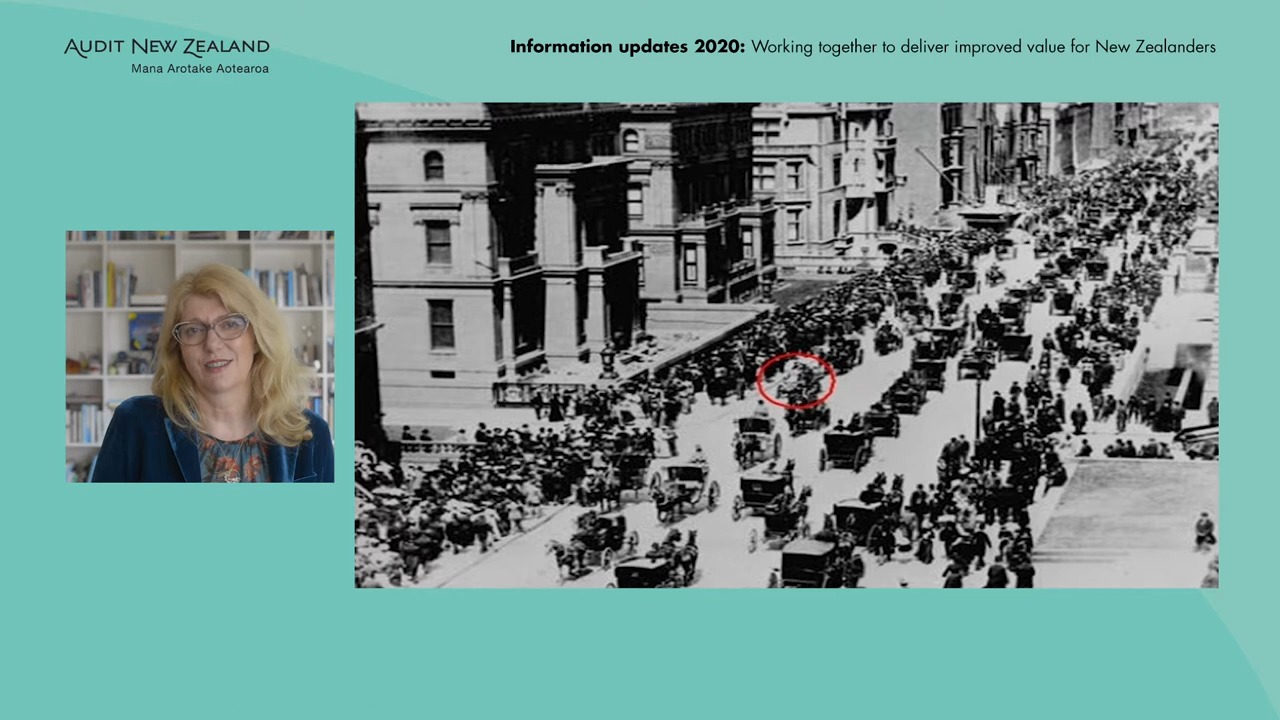 AUDIT NEW ZEALAND
Mana Arotake Aotearoa
Information updates 2020: Working together to deliver improved value for New Zealanders